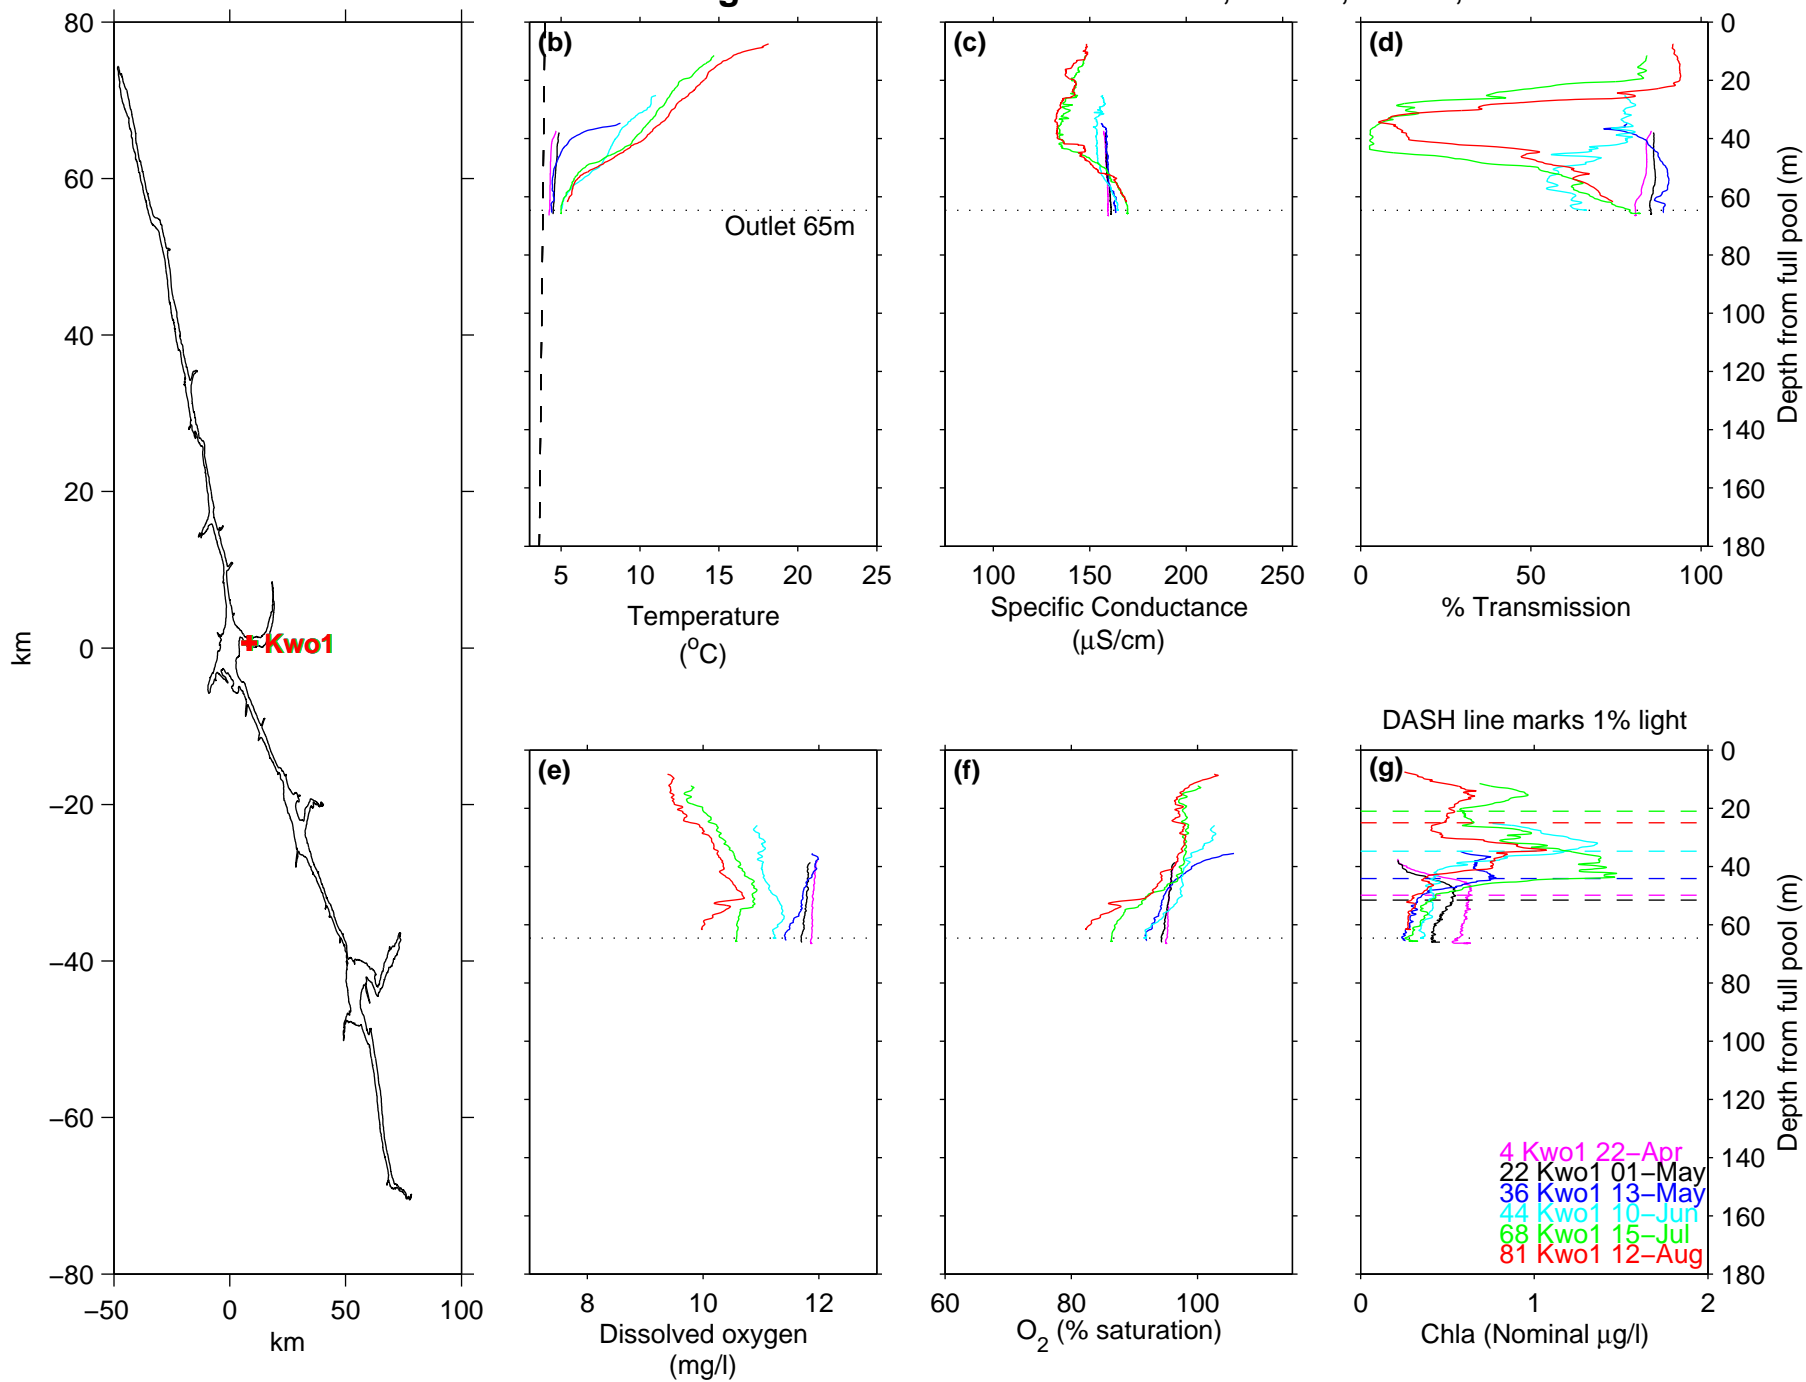 80
60
40
20
0
−20
−40
−60
−80
km
−50 0 50 100
km
Kwo1
(b)
Outlet 65m
5 10 15 20 25
Temperature
(oC)
(c)
100 150 200 250
Specific Conductance
(μS/cm)
(d)
0 50 100
% Transmission
0
20
40
60
80
100
120
140
160
180
Depth from full pool (m)
(e)
8 10 12
Dissolved oxygen
(mg/l)
(f)
60 80 100
O2 (% saturation)
DASH line marks 1% light
(g)
4 Kwo1 22−Apr
22 Kwo1 01−May
36 Kwo1 13−May
44 Kwo1 10−Jun
68 Kwo1 15−Jul
81 Kwo1 12−Aug
0 1 2
Chla (Nominal μg/l)
0
20
40
60
80
100
120
140
160
180
Depth from full pool (m)